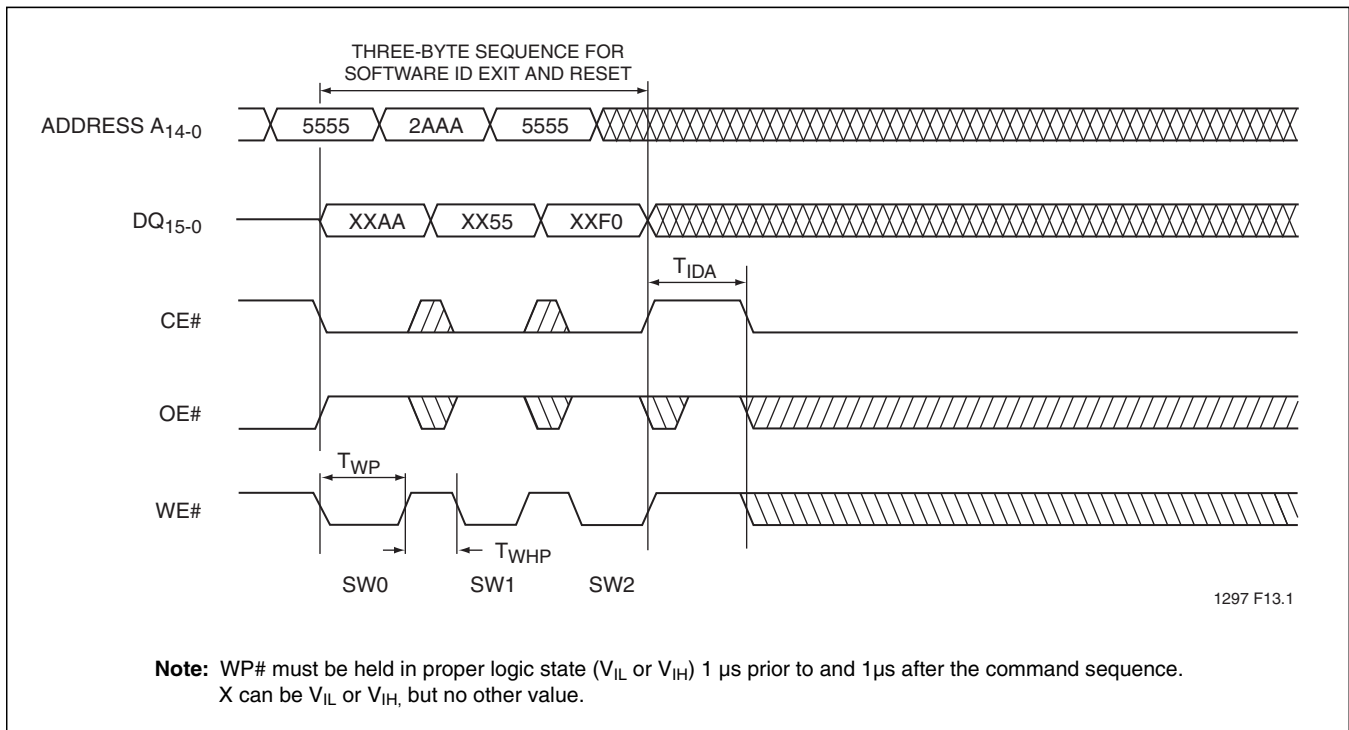 THREE-BYTE SEQUENCE FOR
SOFTWARE ID EXIT AND RESET
ADDRESS A14-0
5555 2AAA 5555
DQ15-0
XXAA XX55 XXF0
TIDA
CE#
OE#
TWP
WE#
TWHP
SW0 SW1 SW2
1297 F13.1
Note: WP# must be held in proper logic state (VIL or VIH) 1 µs prior to and 1µs after the command sequence.
X can be VIL or VIH, but no other value.